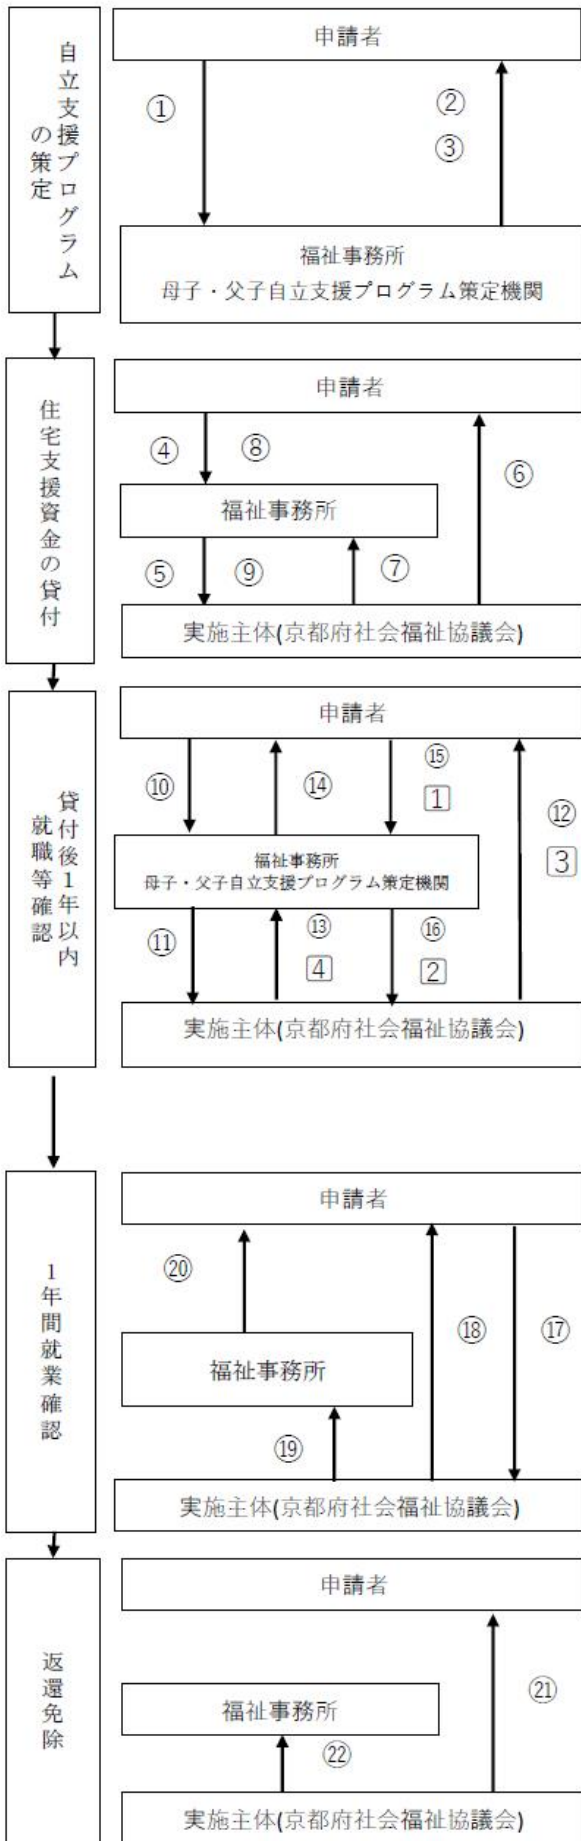 自立支援プログラム
の策定
申請者
①
②
③
福祉事務所
母子・父子自立支援プログラム策定機関
住宅支援資金の貸付
申請者
④
⑧
⑥
福祉事務所
⑤
⑨
⑦
実施主体(京都府社会福祉協議会)
貸付後1年以内
就職等確認
申請者
⑩
⑭
⑮
1
⑫
3
福祉事務所
母子・父子自立支援プログラム策定機関
⑪
⑬
4
⑯
2
実施主体(京都府社会福祉協議会)
1年間就業確認
申請者
⑳
⑱
⑰
福祉事務所
⑲
実施主体(京都府社会福祉協議会)
返還免除
申請者
㉑
福祉事務所
㉒
実施主体(京都府社会福祉協議会)